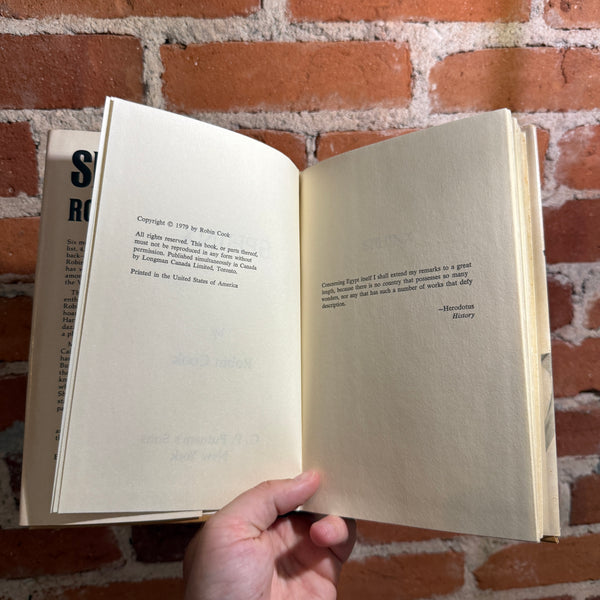 Copyright © 1979 by Robin Cook
All rights reserved. This book, or parts thereof,
must not be reproduced in any form without
permission. Published simultaneously in Canada
by Longman Canada Limited, Toronto.
Printed in the United States of America
Concerning Egypt itself I shall extend my remarks to a great
length, because there is no country that possesses so many
wonders, nor any that has such a number of works that defy
description.
—Herodotus
History